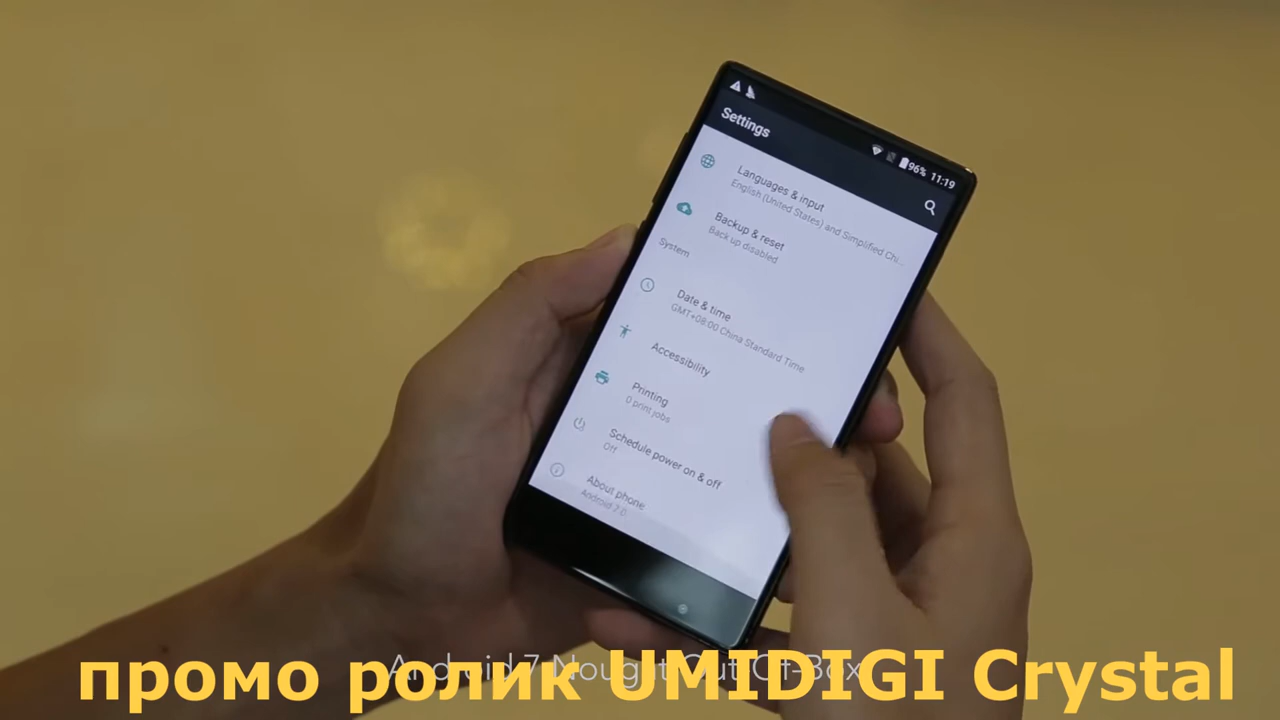 Settings
96% 11:19
Languages & input
English (United States) and Simplified Chi...
Backup & reset
Back up disabled
System
Date & time
GMT+08:00 China Standard Time
Accessibility
Printing
0 print jobs
Schedule power on & off
Off
About phone
Android 7.0
Android 7 Nougt Out-Of-Box
промо ролик UMIDIGI Crystal